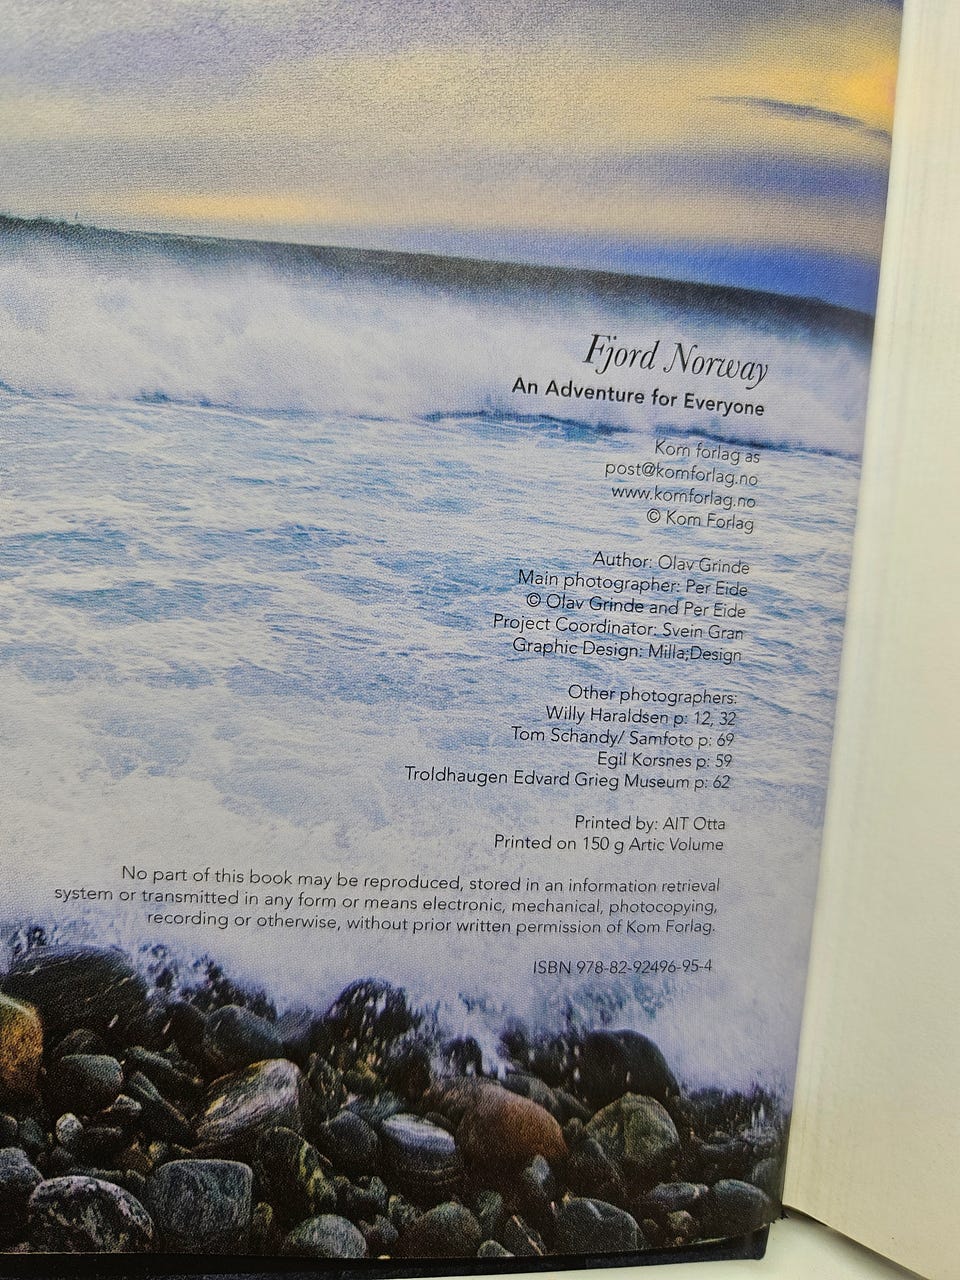 Fjord Norway
An Adventure for Everyone
Kom forlag as
post@komforlag.no
www.komforlag.no
© Kom Forlag
Author: Olav Grinde
Main photographer: Per Eide
© Olav Grinde and Per Eide
Project Coordinator: Svein Gran
Graphic Design: Milla;Design
Other photographers:
Willy Haraldsen p: 12, 32
Tom Schandy/ Samfoto p: 69
Egil Korsnes p: 59
Troldhaugen Edvard Grieg Museum p: 62
Printed by: AIT Otta
Printed on 150 g Artic Volume
No part of this book may be reproduced, stored in an information retrieval
system or transmitted in any form or means electronic, mechanical, photocopying,
recording or otherwise, without prior written permission of Kom Forlag.
ISBN 978-82-92496-95-4